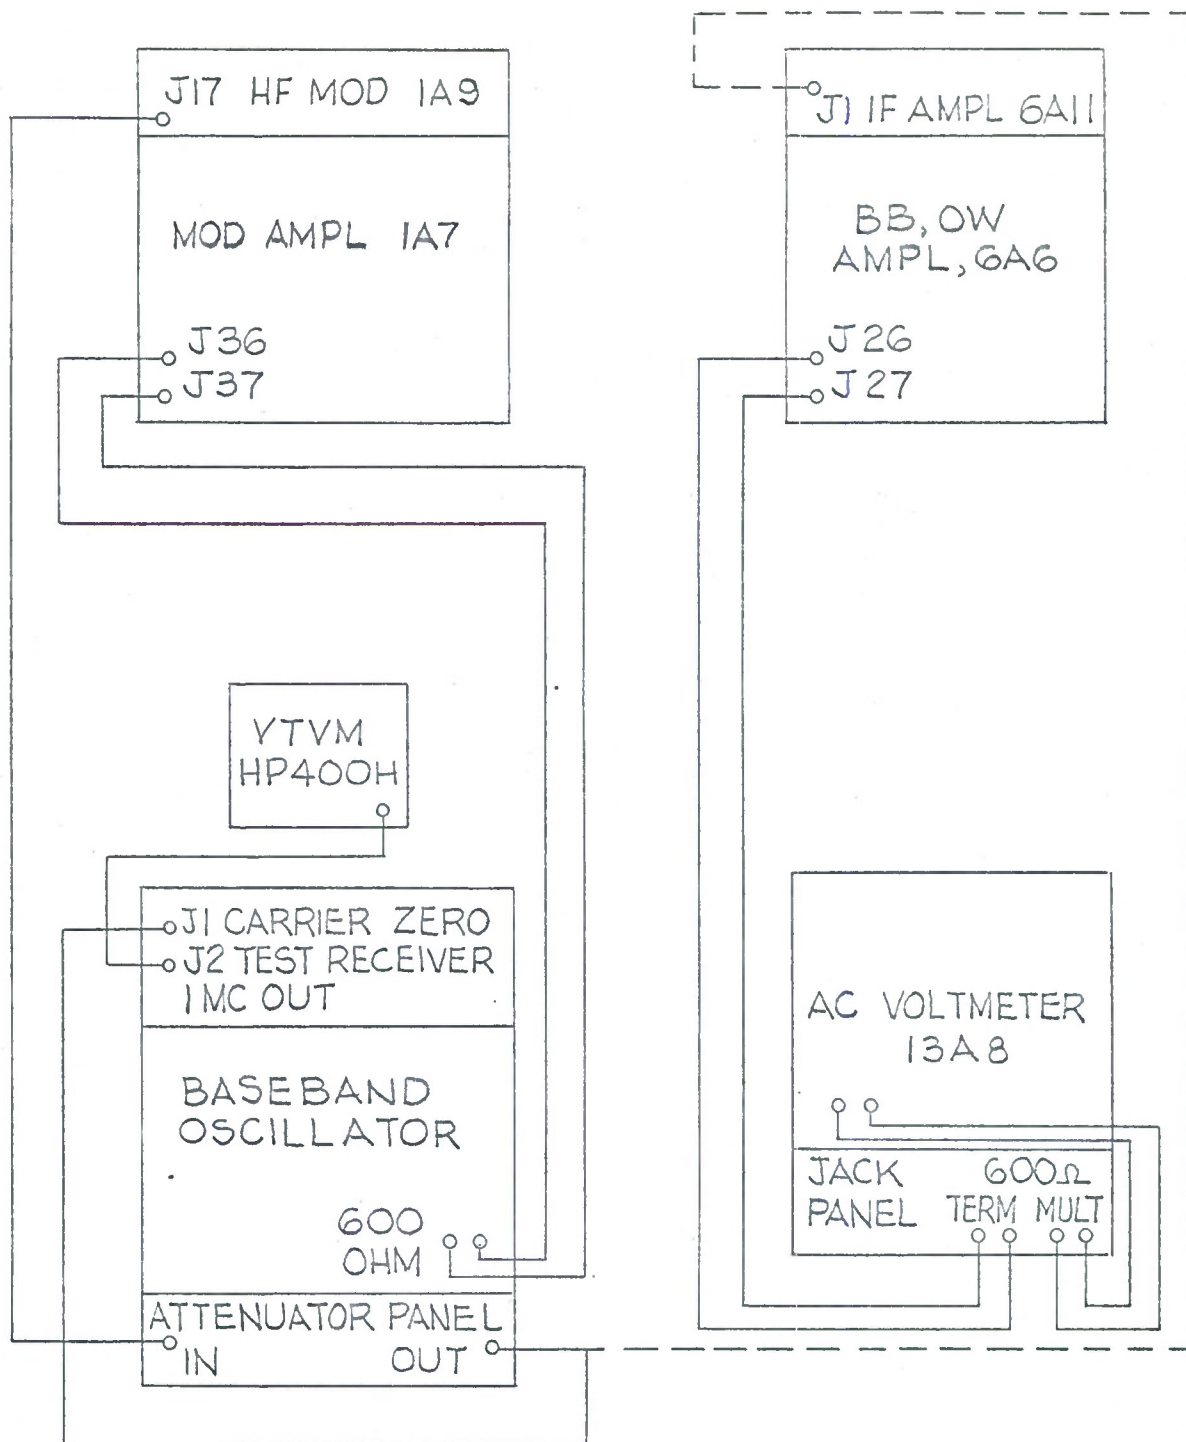 J17 HF MOD 1A9
MOD AMPL 1A7
J36
J37
J1 IF AMPL 6A11
BB, OW
AMPL, 6A6
J26
J27
VTVM
HP400H
J1 CARRIER ZERO
J2 TEST RECEIVER
1 MC OUT
BASEBAND
OSCILLATOR
600
OHM
ATTENUATOR PANEL
IN
OUT
AC VOLTMETER
13A8
JACK 600Ω
PANEL TERM MULT